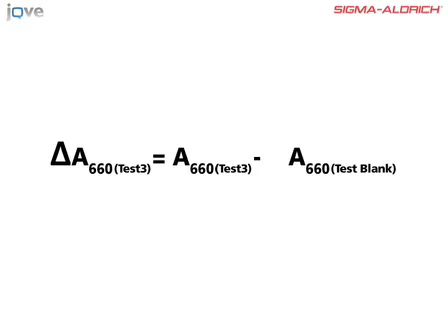 jove
SIGMA-ALDRICH
ΔA660(Test3) = A660(Test3) - A660(Test Blank)